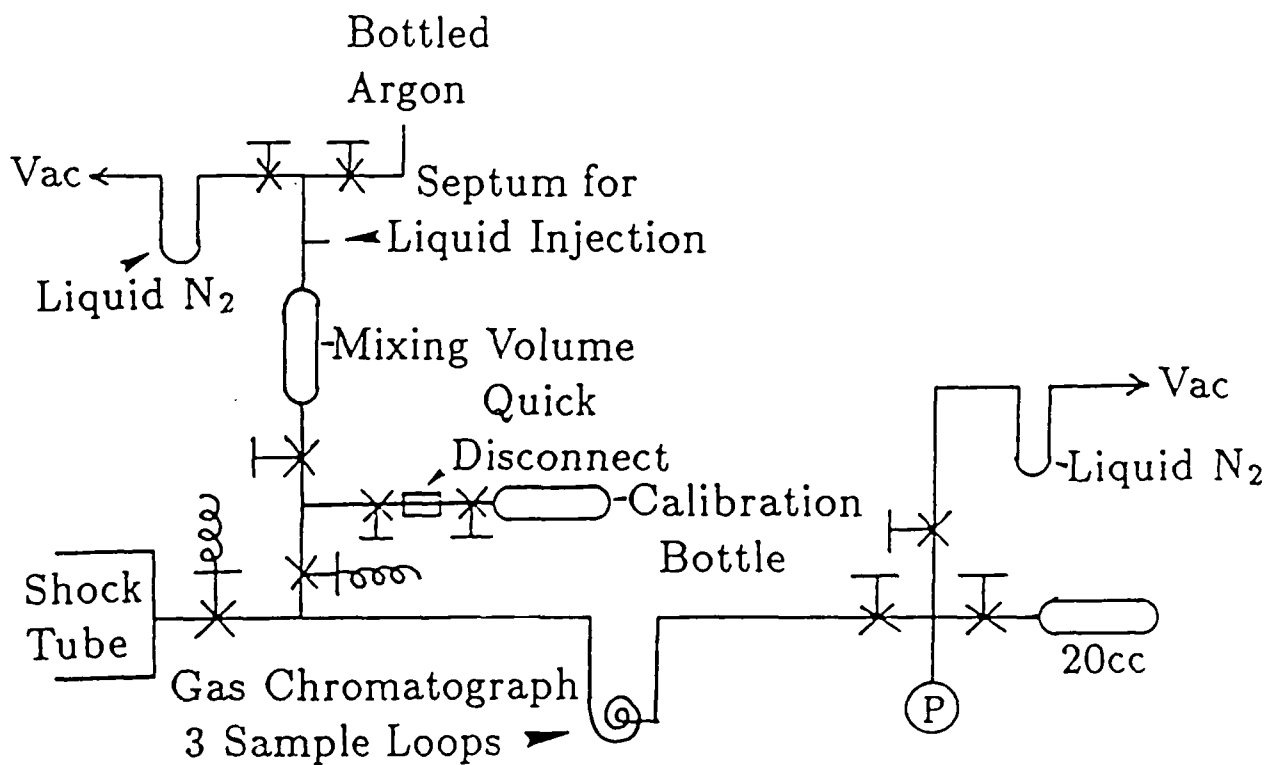 Bottled
Argon
Vac
Septum for
Liquid Injection
Liquid N2
Mixing Volume
Quick
Disconnect
Vac
Liquid N2
Calibration
Bottle
Shock
Tube
20cc
Gas Chromatograph
3 Sample Loops
P